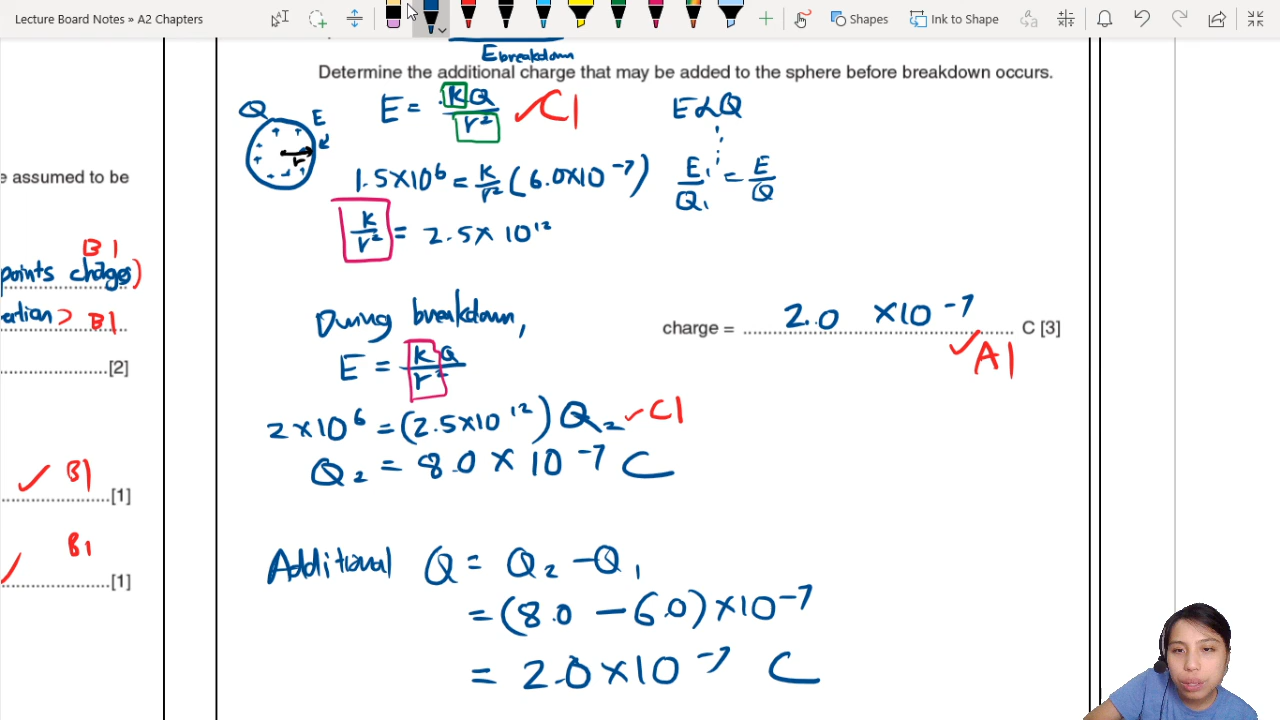 Lecture Board Notes » A2 Chapters
Shapes
Ink to Shape
E breakdown
Determine the additional charge that may be added to the sphere before breakdown occurs.
Q
E
r
E = kQ / r² ✓C1
E α Q
1.5×10⁶ = k/r² (6.0×10⁻⁷)
E₁/Q₁ = E/Q
k/r² = 2.5×10¹²
e assumed to be
B1
points charges)
ertion > B1
[2]
During breakdown,
charge = 2.0 ×10⁻⁷ C [3]
✓A1
E = kQ / r²
2×10⁶ = (2.5×10¹²) Q₂ ✓C1
Q₂ = 8.0 × 10⁻⁷ C
✓ B1
[1]
B1
✓ [1]
Additional Q = Q₂ − Q₁
= (8.0 − 6.0) ×10⁻⁷
= 2.0×10⁻⁷ C